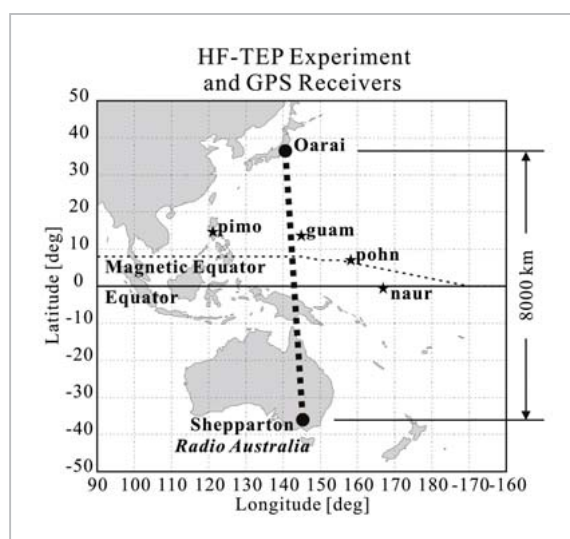 HF-TEP Experiment
and GPS Receivers
50
40
30
20
10
0
-10
-20
-30
-40
-50
Latitude [deg]
Oarai
pimo
guam
pohn
Magnetic Equator
Equator
naur
Shepparton
Radio Australia
8000 km
90 100 110 120 130 140 150 160 170 180 -170 -160
Longitude [deg]